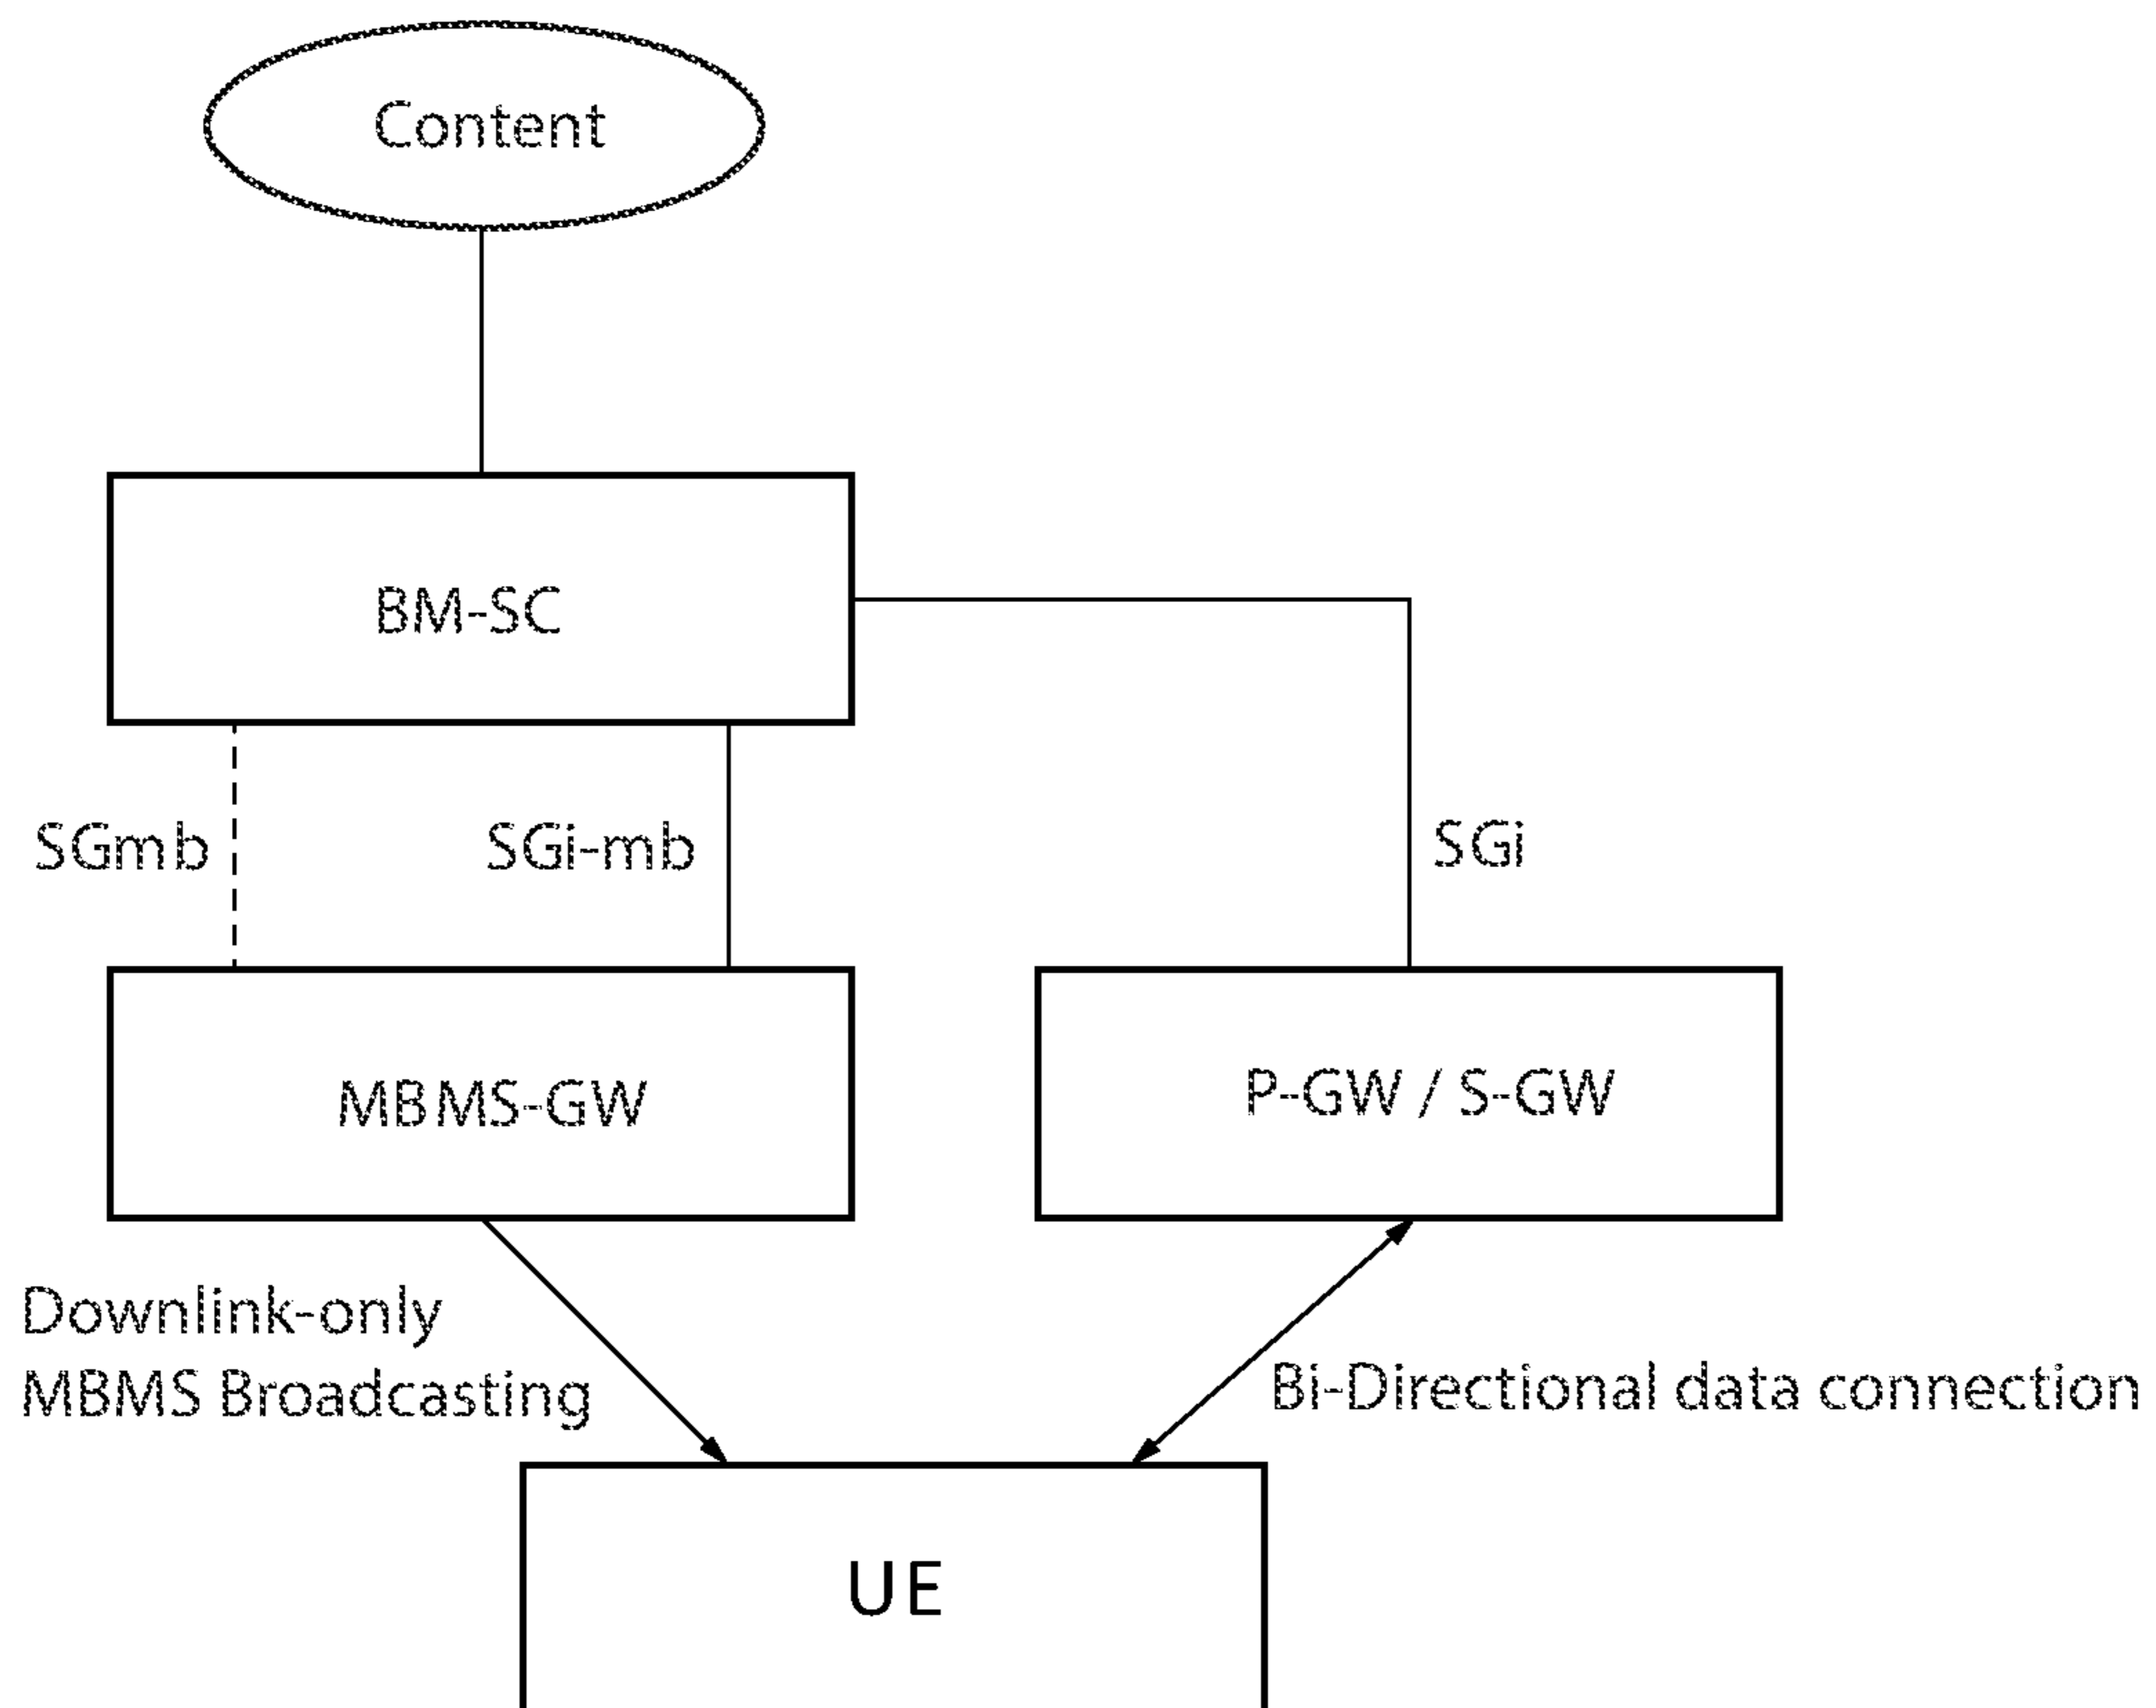 Content
BM-SC
SGmb
SGi-mb
SGi
MBMS-GW
P-GW / S-GW
Downlink-only
MBMS Broadcasting
Bi-Directional data connection
UE